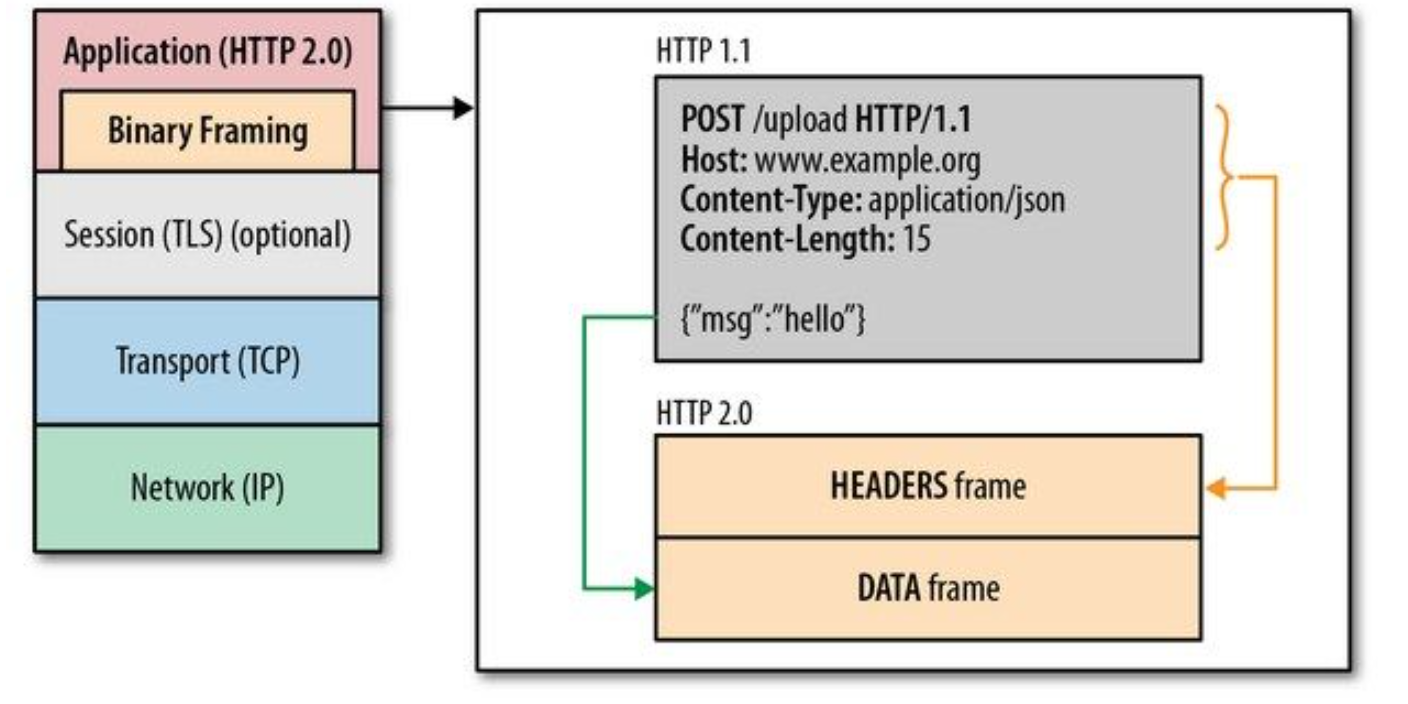 Application (HTTP 2.0)
Binary Framing
Session (TLS) (optional)
Transport (TCP)
Network (IP)
HTTP 1.1
POST /upload HTTP/1.1
Host: www.example.org
Content-Type: application/json
Content-Length: 15
{”msg”:”hello”}
HTTP 2.0
HEADERS frame
DATA frame